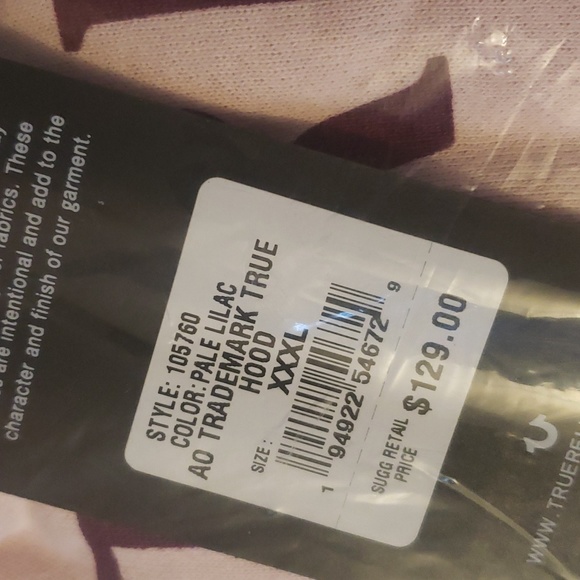 fabrics. These
are intentional and add to the
character and finish of our garment.
STYLE: 105760
COLOR: PALE LILAC
AO TRADEMARK TRUE
HOOD
SIZE: XXXL
1 94922 54672 9
SUGG RETAIL
PRICE $129.00
WWW.TRUEREL